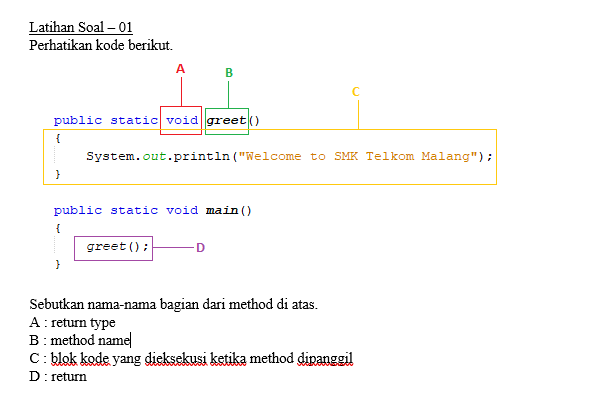 Latihan Soal – 01
Perhatikan kode berikut.
A
B
C
public static void greet()
{
System.out.println("Welcome to SMK Telkom Malang");
}
public static void main()
{
greet();
D
}
Sebutkan nama-nama bagian dari method di atas.
A : return type
B : method name
C : blok kode yang dieksekusi ketika method dipanggil
D : return